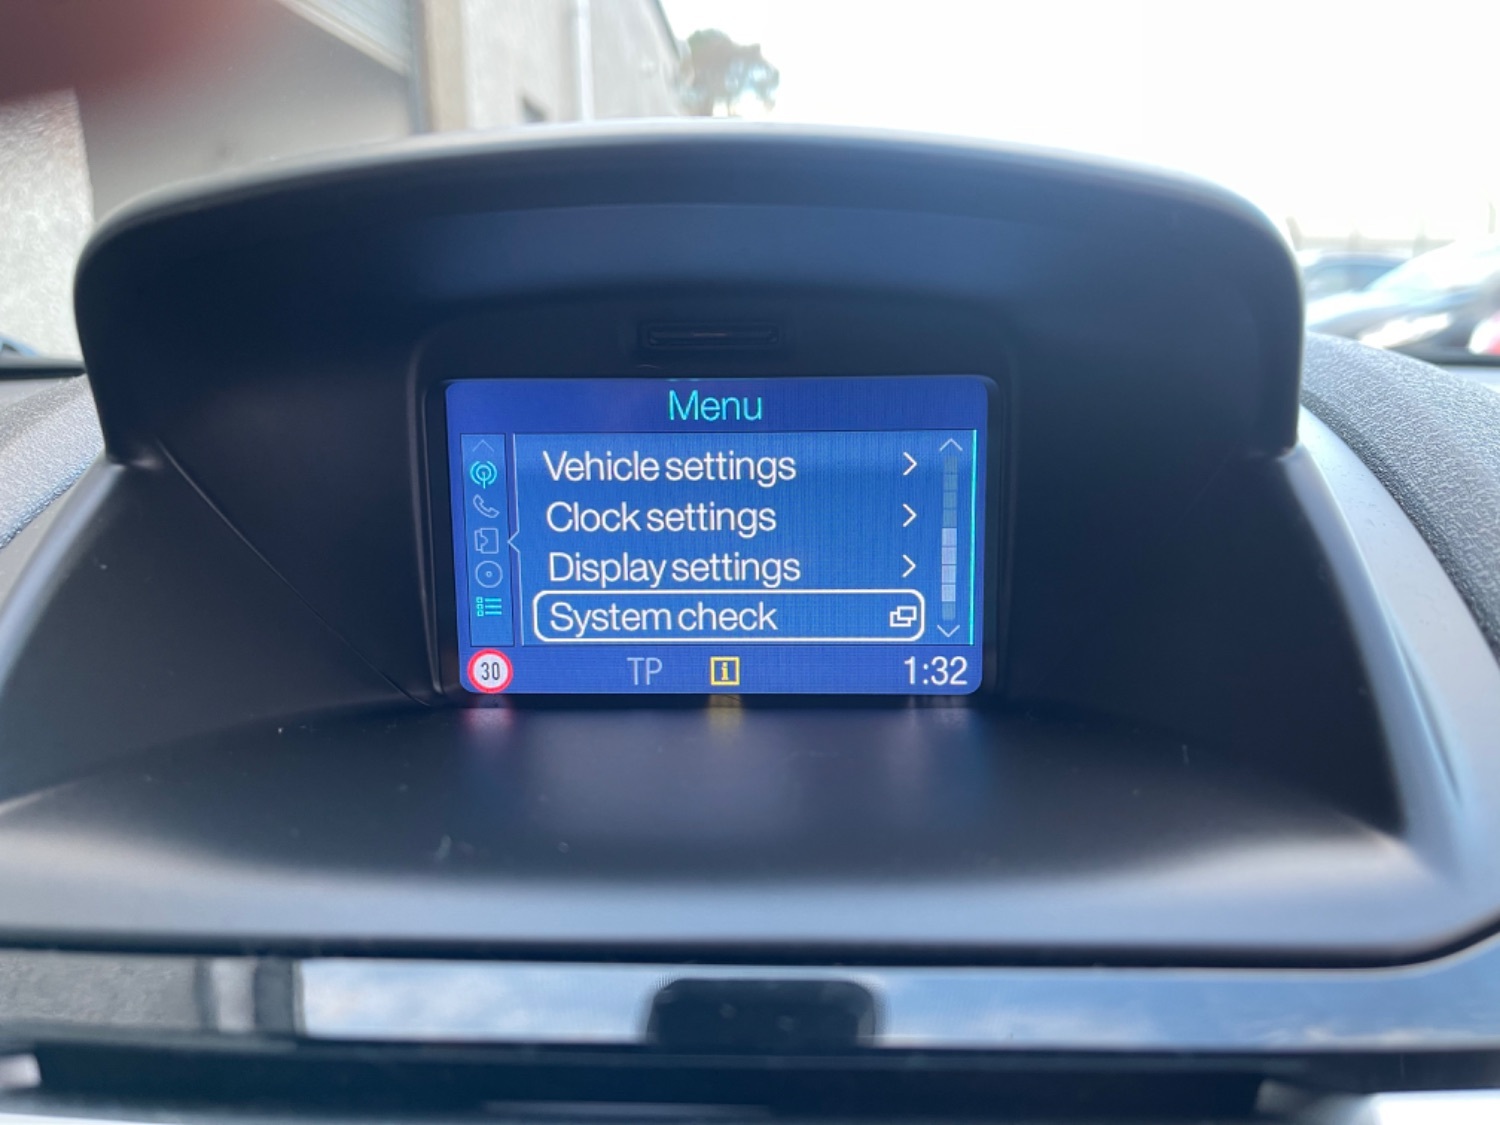 Menu
Vehicle settings
Clock settings
Display settings
System check
30 TP i 1:32